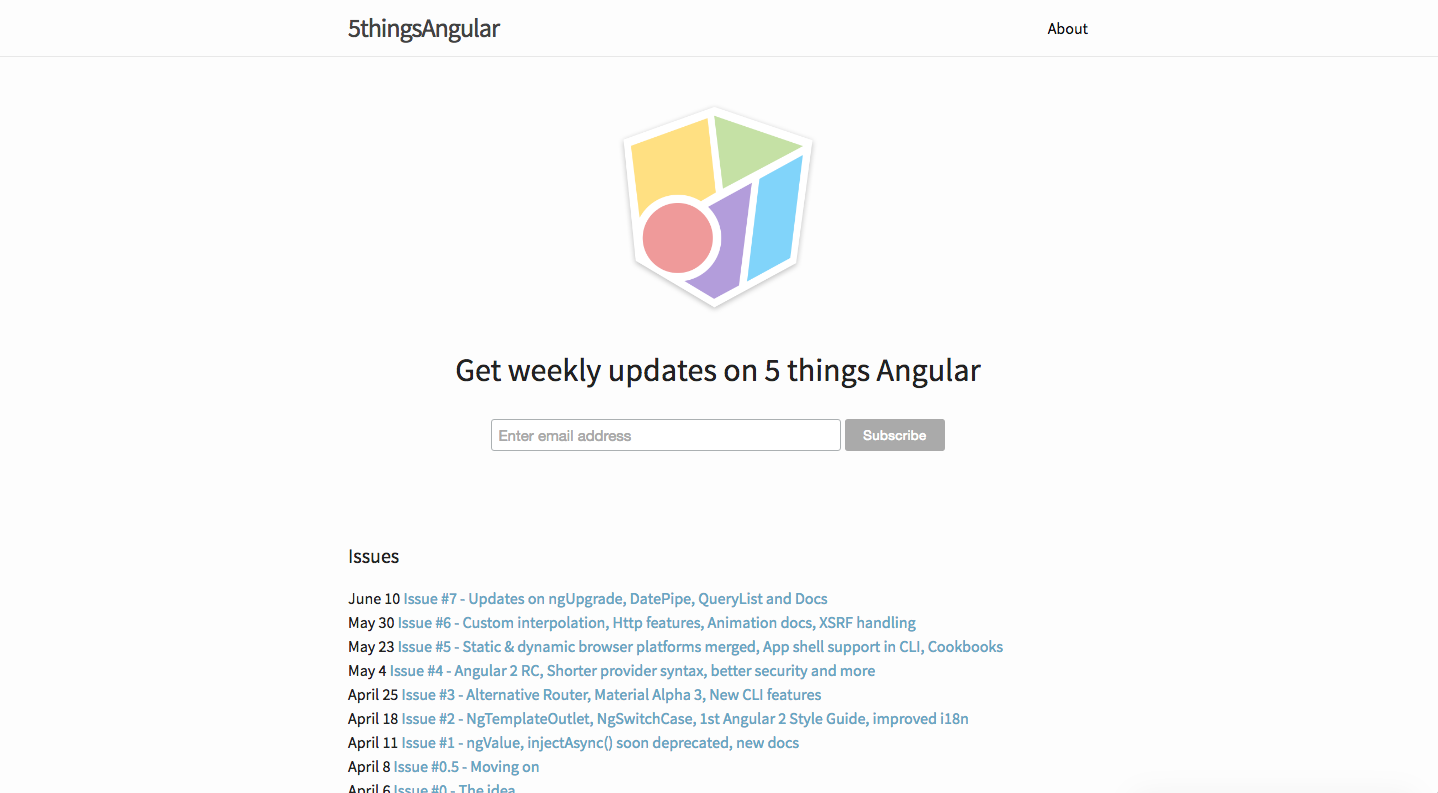 5thingsAngular
About
Get weekly updates on 5 things Angular
Enter email address
Subscribe
Issues
June 10 Issue #7 - Updates on ngUpgrade, DatePipe, QueryList and Docs
May 30 Issue #6 - Custom interpolation, Http features, Animation docs, XSRF handling
May 23 Issue #5 - Static & dynamic browser platforms merged, App shell support in CLI, Cookbooks
May 4 Issue #4 - Angular 2 RC, Shorter provider syntax, better security and more
April 25 Issue #3 - Alternative Router, Material Alpha 3, New CLI features
April 18 Issue #2 - NgTemplateOutlet, NgSwitchCase, 1st Angular 2 Style Guide, improved i18n
April 11 Issue #1 - ngValue, injectAsync() soon deprecated, new docs
April 8 Issue #0.5 - Moving on
April 6 Issue #0 - The idea